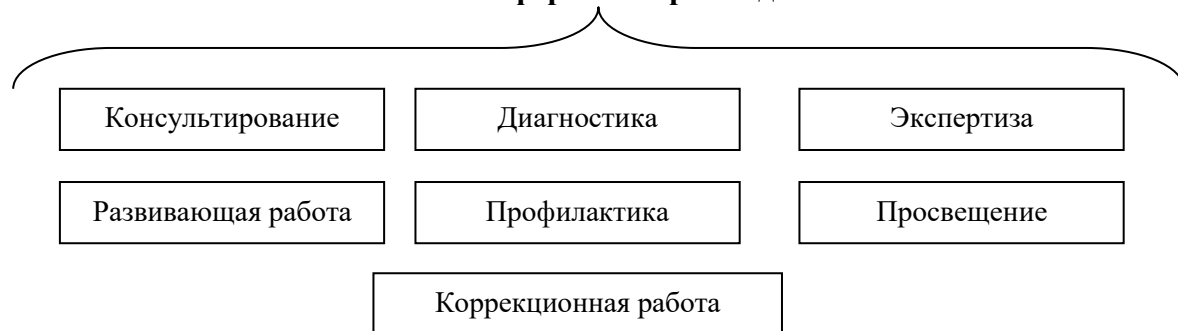 Консультирование Диагностика Экспертиза
Развивающая работа Профилактика Просвещение
Коррекционная работа